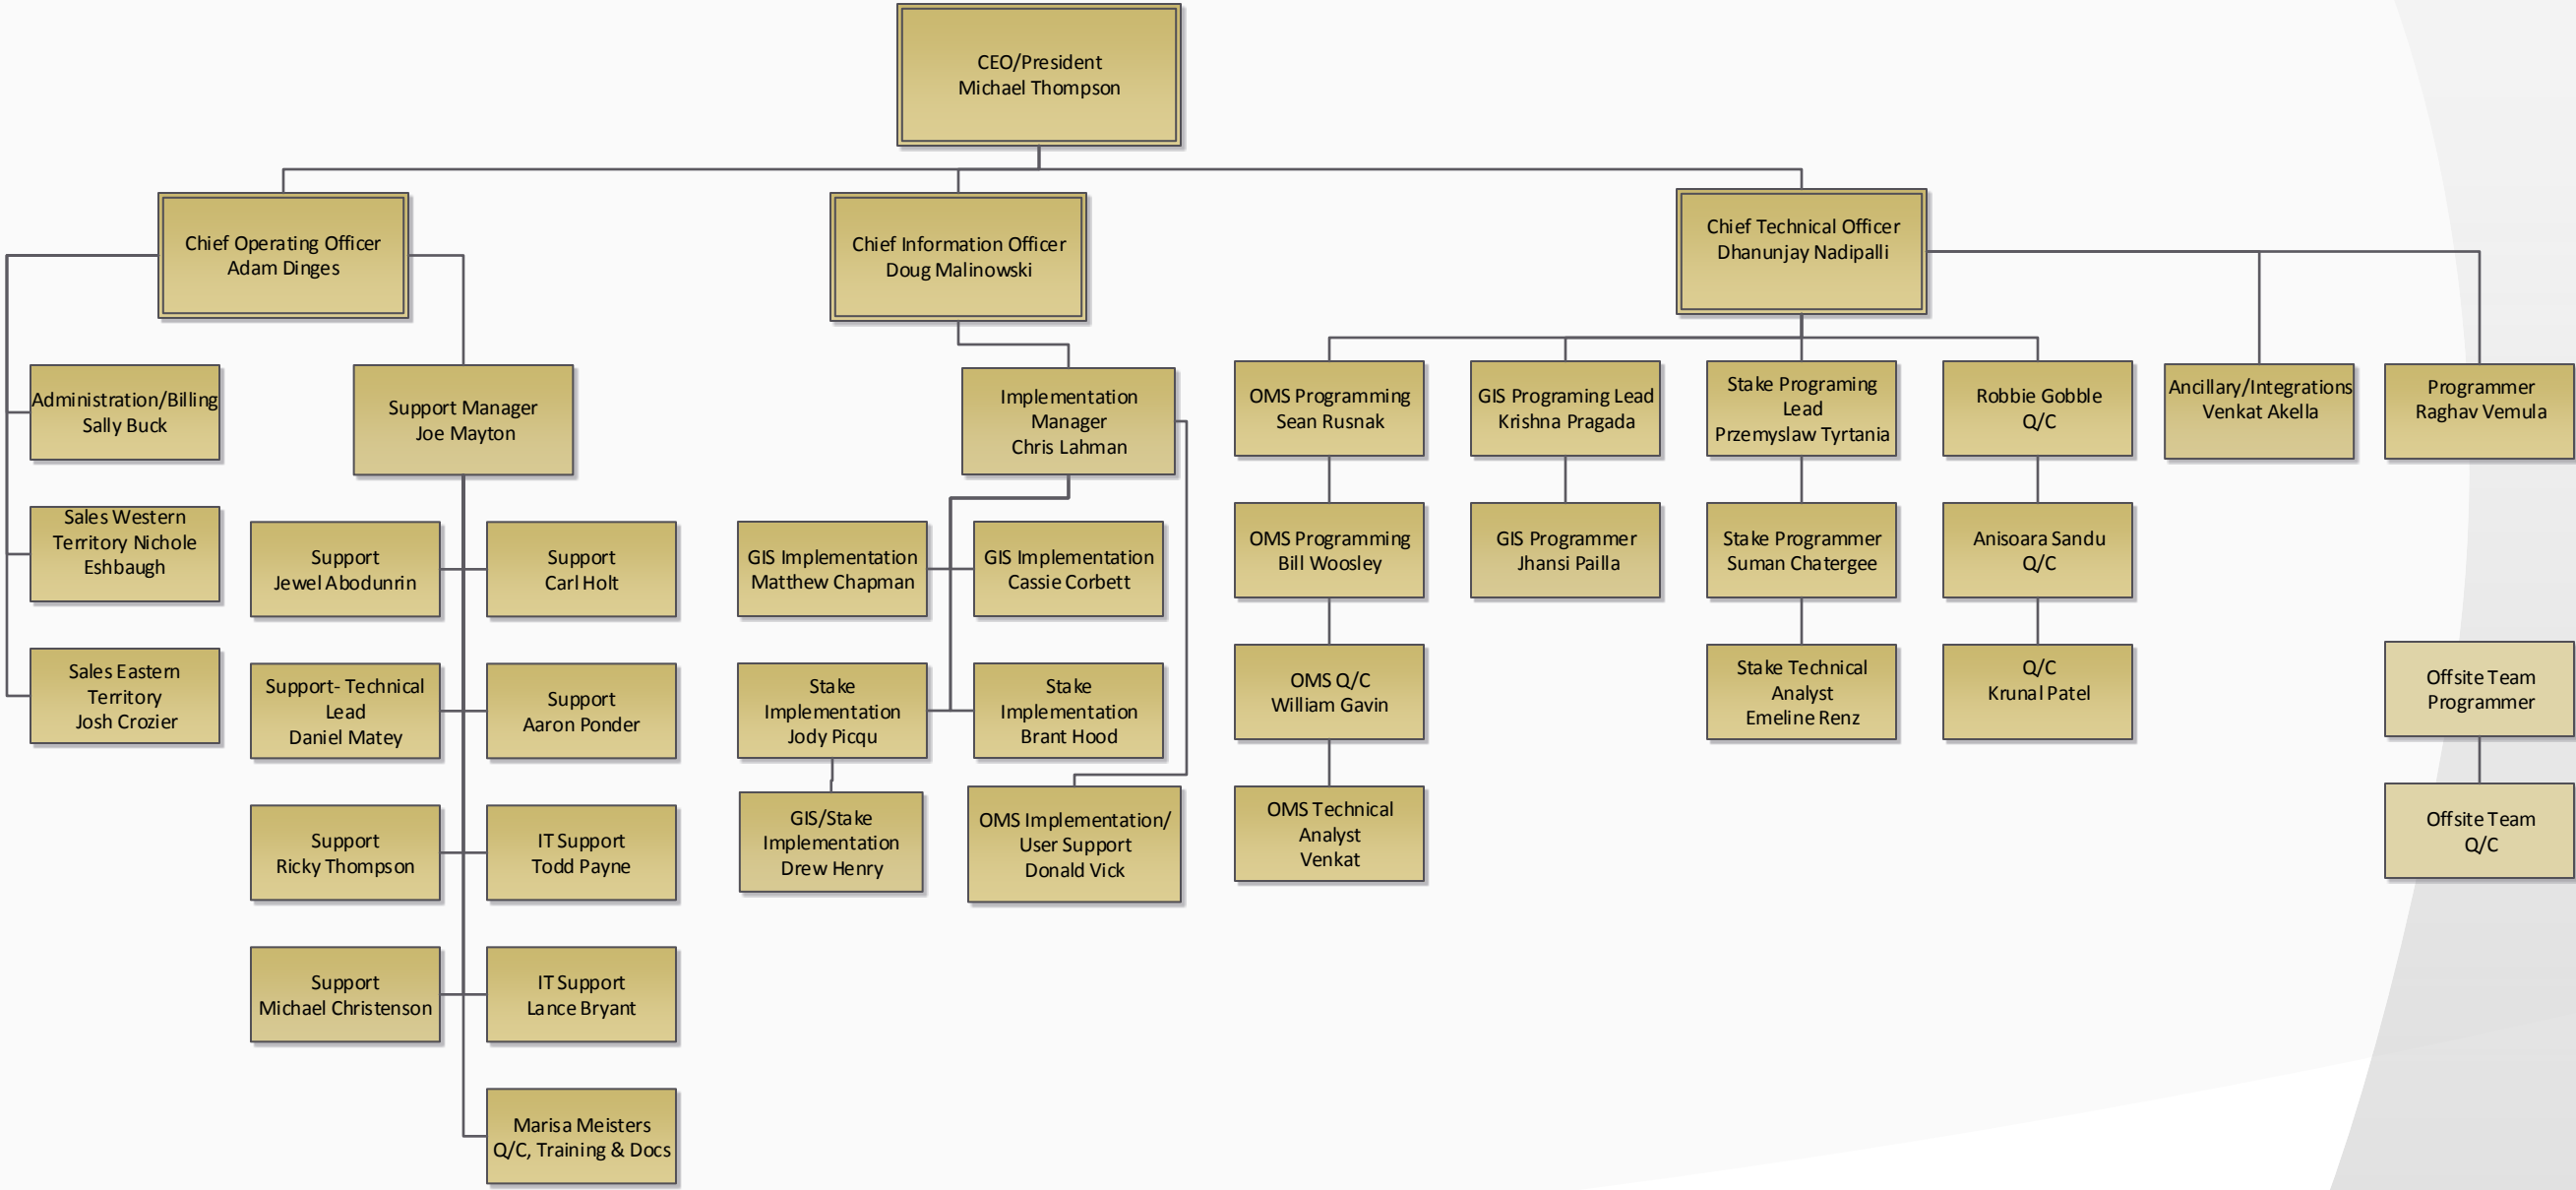 CEO/President
Michael Thompson
Chief Operating Officer
Adam Dinges
Chief Information Officer
Doug Malinowski
Chief Technical Officer
Dhanunjay Nadipalli
Administration/Billing
Sally Buck
Sales Western
Territory Nichole
Eshbaugh
Sales Eastern
Territory
Josh Crozier
Support Manager
Joe Mayton
Support
Jewel Abodunrin
Support
Carl Holt
Support- Technical
Lead
Daniel Matey
Support
Aaron Ponder
Support
Ricky Thompson
IT Support
Todd Payne
Support
Michael Christenson
IT Support
Lance Bryant
Marisa Meisters
Q/C, Training & Docs
Implementation
Manager
Chris Lahman
GIS Implementation
Matthew Chapman
GIS Implementation
Cassie Corbett
Stake
Implementation
Jody Picqu
Stake
Implementation
Brant Hood
GIS/Stake
Implementation
Drew Henry
OMS Implementation/
User Support
Donald Vick
OMS Programming
Sean Rusnak
OMS Programming
Bill Woosley
OMS Q/C
William Gavin
OMS Technical
Analyst
Venkat
GIS Programing Lead
Krishna Pragada
GIS Programmer
Jhansi Pailla
Stake Programing
Lead
Przemyslaw Tyrtania
Stake Programmer
Suman Chatergee
Stake Technical
Analyst
Emeline Renz
Robbie Gobble
Q/C
Anisoara Sandu
Q/C
Q/C
Krunal Patel
Ancillary/Integrations
Venkat Akella
Programmer
Raghav Vemula
Offsite Team
Programmer
Offsite Team
Q/C